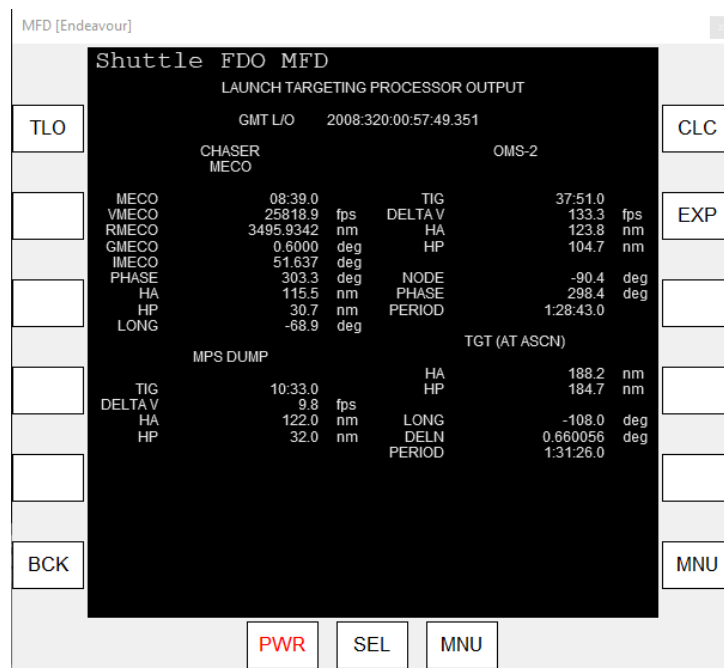 MFD [Endeavour]
Shuttle FDO MFD
LAUNCH TARGETING PROCESSOR OUTPUT
GMT L/O 2008:320:00:57:49.351
CHASER
MECO
MECO 08:39.0
VMECO 25818.9 fps
RMECO 3495.9342 nm
GMECO 0.6000 deg
IMECO 51.637 deg
PHASE 303.3 deg
HA 115.5 nm
HP 30.7 nm
LONG -68.9 deg
MPS DUMP
TIG 10:33.0
DELTA V 9.8 fps
HA 122.0 nm
HP 32.0 nm
OMS-2
TIG 37:51.0
DELTA V 133.3 fps
HA 123.8 nm
HP 104.7 nm
NODE -90.4 deg
PHASE 298.4 deg
PERIOD 1:28:43.0
TGT (AT ASCN)
HA 188.2 nm
HP 184.7 nm
LONG -108.0 deg
DELN 0.660056 deg
PERIOD 1:31:26.0
TLO
BCK
CLC
EXP
MNU
PWR
SEL
MNU